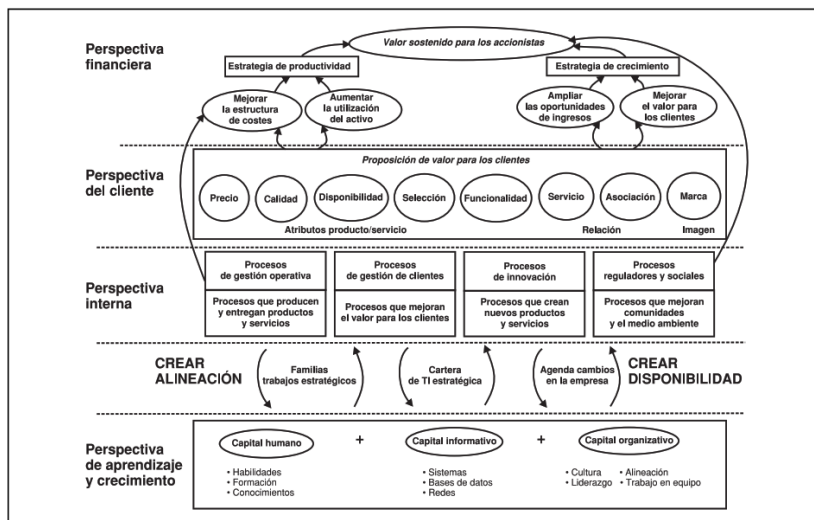 Perspectiva
financiera
Valor sostenido para los accionistas
Estrategia de productividad
Estrategia de crecimiento
Mejorar
la estructura
de costes
Aumentar
la utilización
del activo
Ampliar
las oportunidades
de ingresos
Mejorar
el valor para
los clientes
Perspectiva
del cliente
Proposición de valor para los clientes
Precio
Calidad
Disponibilidad
Selección
Funcionalidad
Servicio
Asociación
Marca
Atributos producto/servicio
Relación
Imagen
Perspectiva
interna
Procesos
de gestión operativa
Procesos que producen
y entregan productos
y servicios
Procesos
de gestión de clientes
Procesos que mejoran
el valor para los clientes
Procesos
de innovación
Procesos que crean
nuevos productos
y servicios
Procesos
reguladores y sociales
Procesos que mejoran
comunidades
y el medio ambiente
CREAR
ALINEACIÓN
Familias
trabajos estratégicos
Cartera
de TI estratégica
Agenda cambios
en la empresa
CREAR
DISPONIBILIDAD
Perspectiva
de aprendizaje
y crecimiento
Capital humano
+
Capital informativo
+
Capital organizativo
• Habilidades
• Formación
• Conocimientos
• Sistemas
• Bases de datos
• Redes
• Cultura
• Liderazgo
• Alineación
• Trabajo en equipo